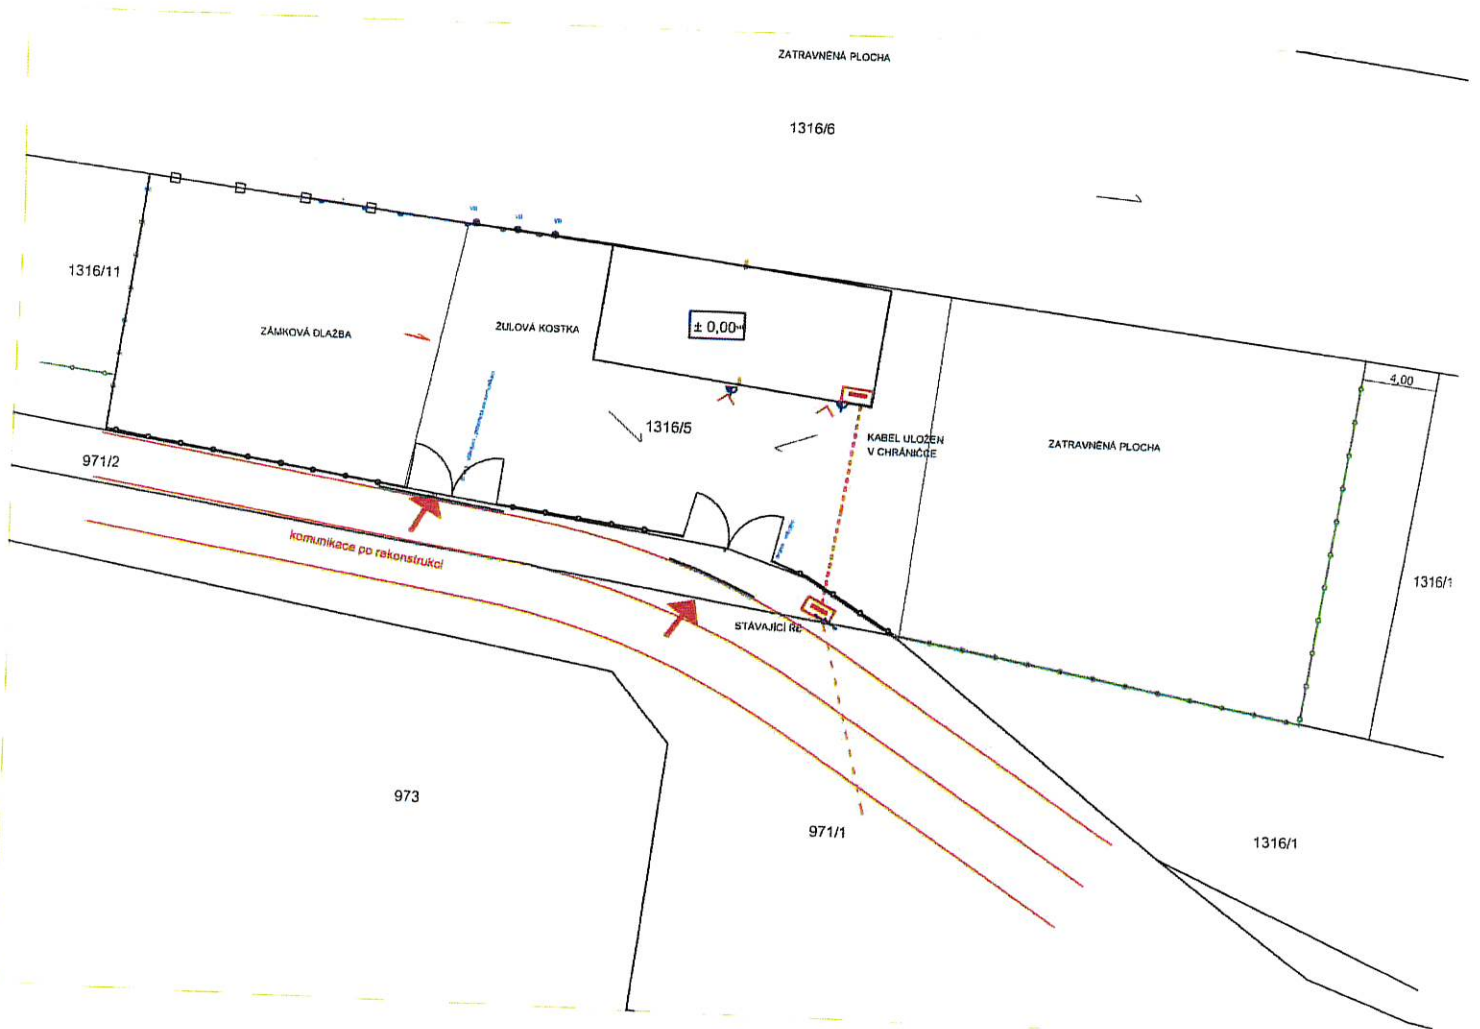 ZATRAVNĚNÁ PLOCHA
1316/6
1316/11
ZÁMKOVÁ DLAŽBA
ŽULOVÁ KOSTKA
± 0,00
4,00
1316/5
KABEL ULOŽEN
V CHRÁNIČCE
ZATRAVNĚNÁ PLOCHA
971/2
komunikace po rekonstrukci
1316/1
STÁVAJÍCÍ
973
971/1
1316/1